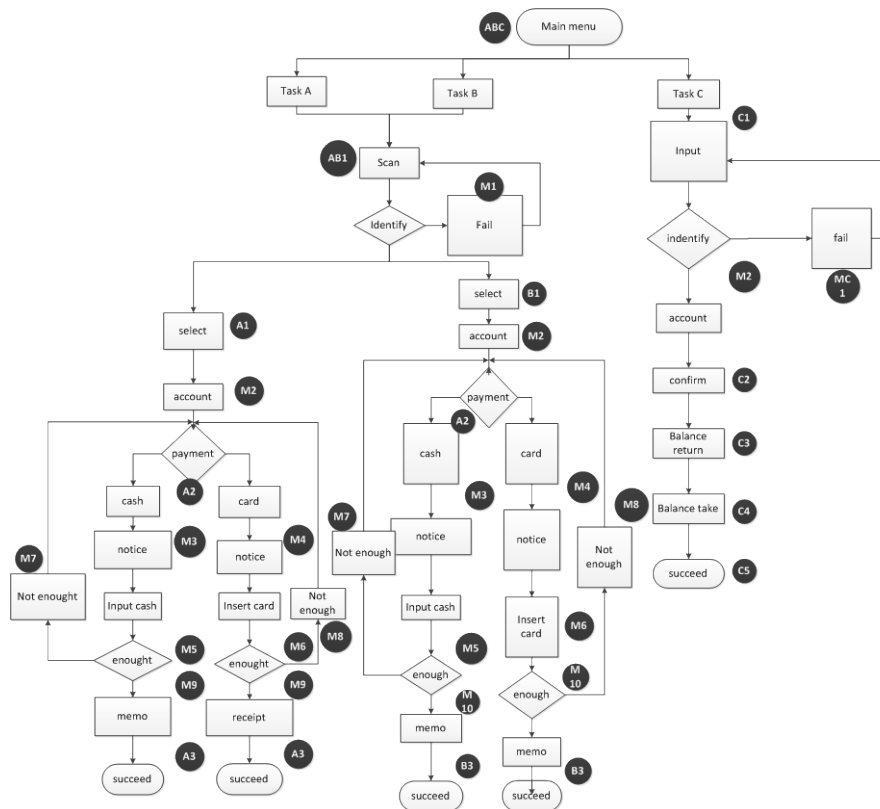 ABC
Main menu
Task A
Task B
Task C
C1
AB1
Scan
Input
M1
Identify
Fail
indentify
fail
M2
MC
1
select
B1
select
A1
account
M2
account
account
M2
confirm
C2
payment
payment
A2
A2
cash
card
Balance
return
C3
cash
card
M3
M4
M7
M8
Balance take
C4
notice
M3
notice
M4
notice
notice
Not enough
Not
enough
M7
succeed
C5
Not enought
Input cash
Insert card
Not
enough
M8
Input cash
Insert
card
M6
enought
M5
enought
M6
enough
M5
enough
M
10
M9
M9
M
10
memo
receipt
memo
memo
A3
A3
B3
B3
succeed
succeed
succeed
succeed